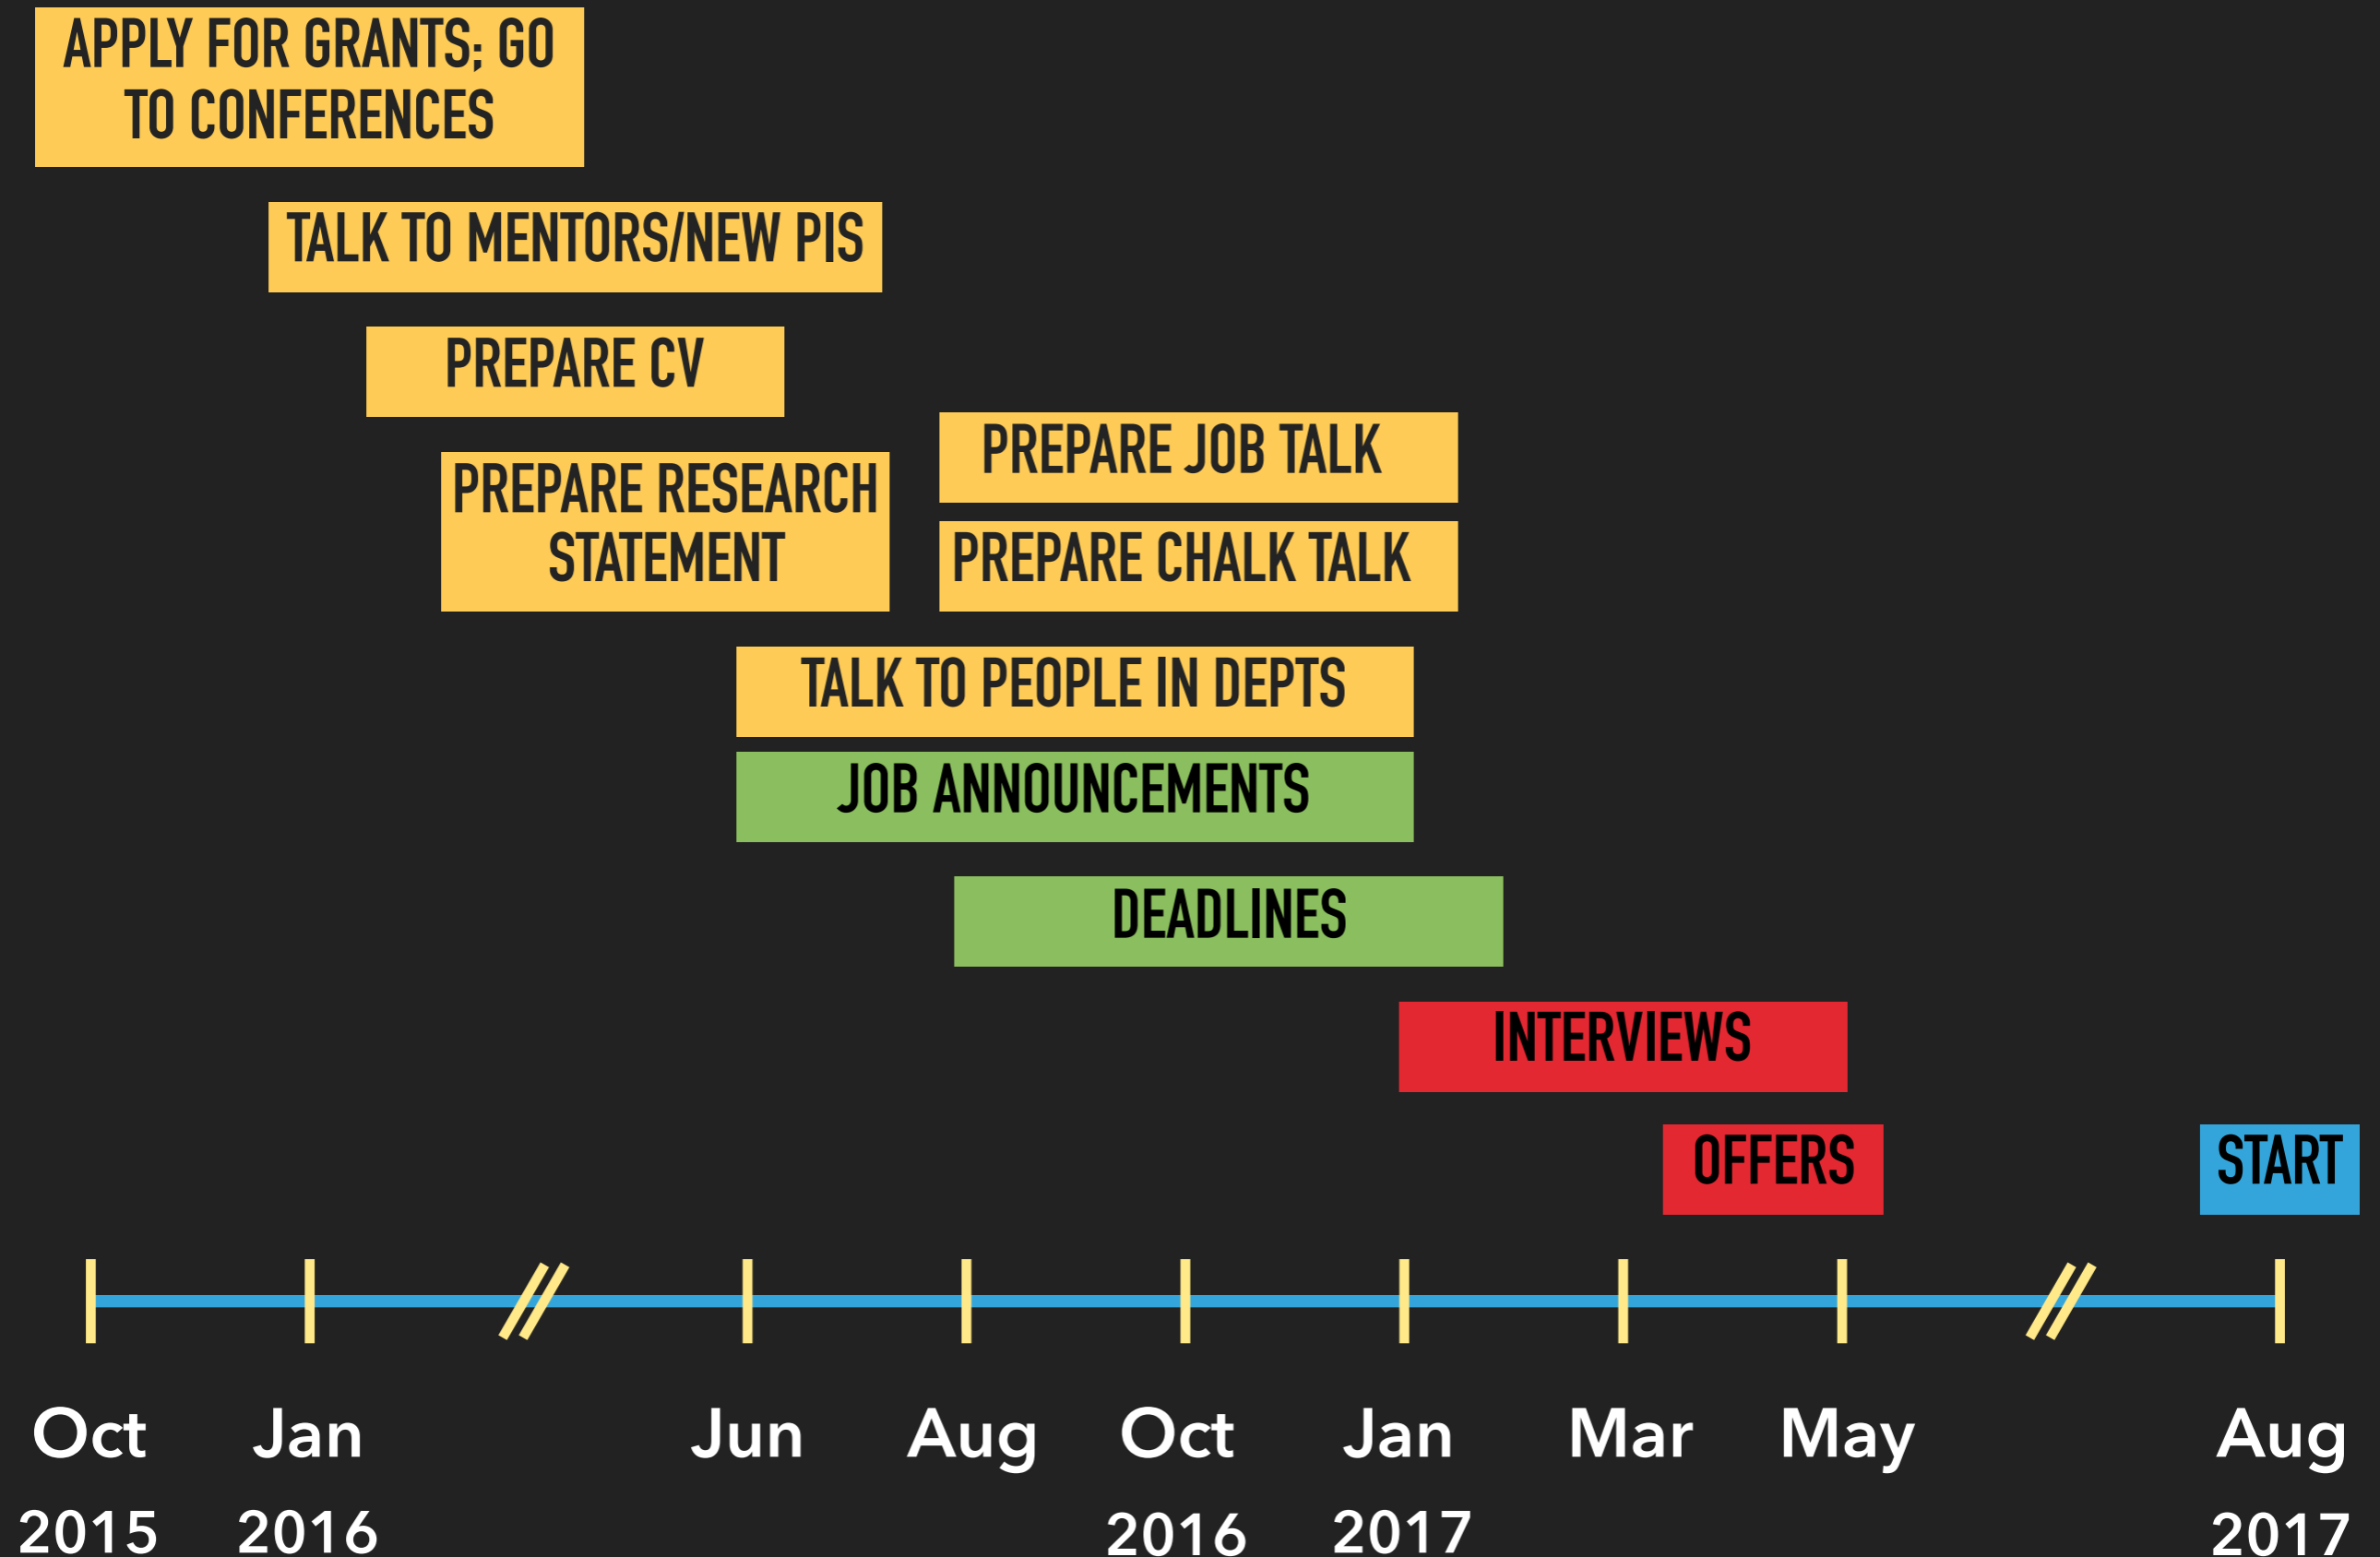 APPLY FOR GRANTS; GO
TO CONFERENCES
TALK TO MENTORS/NEW PIS
PREPARE CV
PREPARE RESEARCH
STATEMENT
PREPARE JOB TALK
PREPARE CHALK TALK
TALK TO PEOPLE IN DEPTS
JOB ANNOUNCEMENTS
DEADLINES
INTERVIEWS
OFFERS
START
Oct Jan Jun Aug Oct Jan Mar May Aug
2015 2016 2016 2017 2017